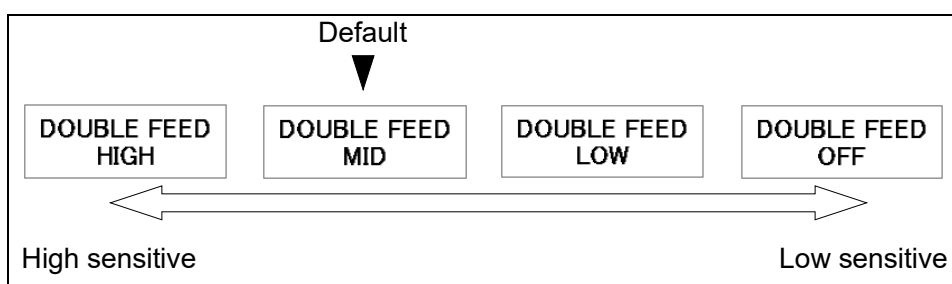 Default
DOUBLE FEED
HIGH
DOUBLE FEED
MID
DOUBLE FEED
LOW
DOUBLE FEED
OFF
High sensitive
Low sensitive